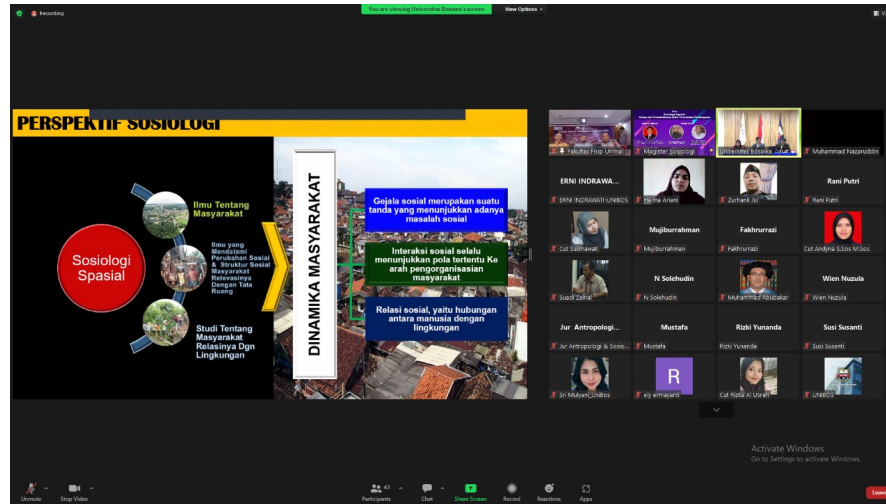 Recording
You are viewing Universitas Bosowa's screen
View Options
PERSPEKTIF SOSIOLOGI
Sosiologi
Spasial
Ilmu Tentang
Masyarakat
Ilmu yang
Mendalami
Perubahan Sosial
& Struktur Sosial
Masyarakat
Relevasinya
Dengan Tata
Ruang
Studi Tentang
Masyarakat
Relasinya Dgn
Lingkungan
DINAMIKA MASYARAKAT
Gejala sosial merupakan suatu
tanda yang menunjukkan adanya
masalah sosial
Interaksi sosial selalu
menunjukkan pola tertentu Ke
arah pengorganisasian
masyarakat
Relasi sosial, yaitu hubungan
antara manusia dengan
lingkungan
Fakultas Fisip Unimal
Magister Sosiologi
Universitas Bosowa
Muhammad Nazaruddin
ERNI INDRAWA...
ERNI INDRAWATI-UNIBOS
Helma Ariani
Zurhanli Jul
Rani Putri
Rani Putri
Cut Sukmawati
Mujiburrahman
Mujiburrahman
Fakhrurrazi
Fakhrurrazi
Cut Andyna S.Sos M.Sos
Suadi Zainal
N Solehudin
N Solehudin
Muhammad Abubakar
Wien Nuzula
Wien Nuzula
Jur Antropologi...
Jur Antropologi & Sosio...
Mustafa
Mustafa
Rizki Yunanda
Rizki Yunanda
Susi Susanti
Susi Susanti
Sri Mulyani_Unibos
R
ely ermayanti
Cut Rizka Al Usrah
UNIBOS
Activate Windows
Go to Settings to activate Windows.
Unmute
Stop Video
43
Participants
Chat
Share Screen
Record
Reactions
Apps
Leave